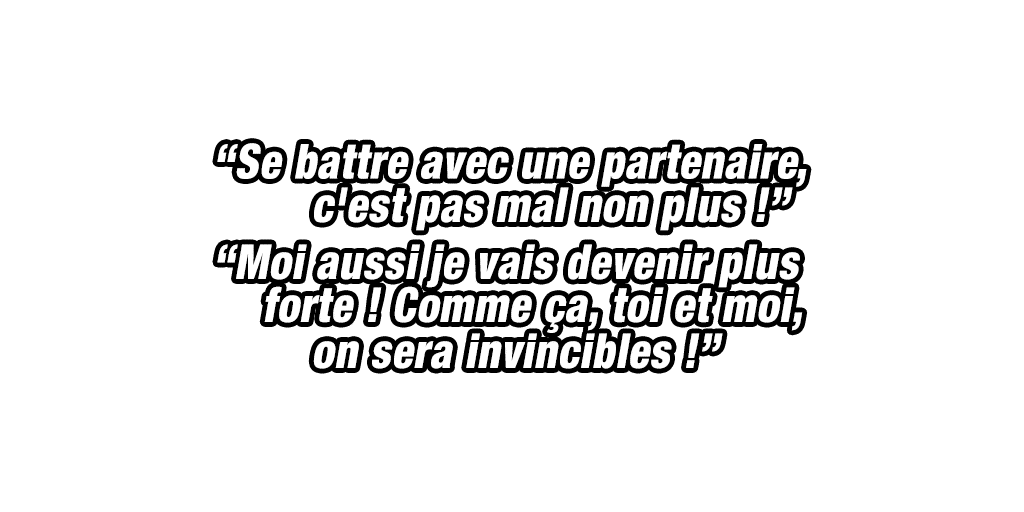 “Se battre avec une partenaire,
c'est pas mal non plus !”
“Moi aussi je vais devenir plus
forte ! Comme ça, toi et moi,
on sera invincibles !”